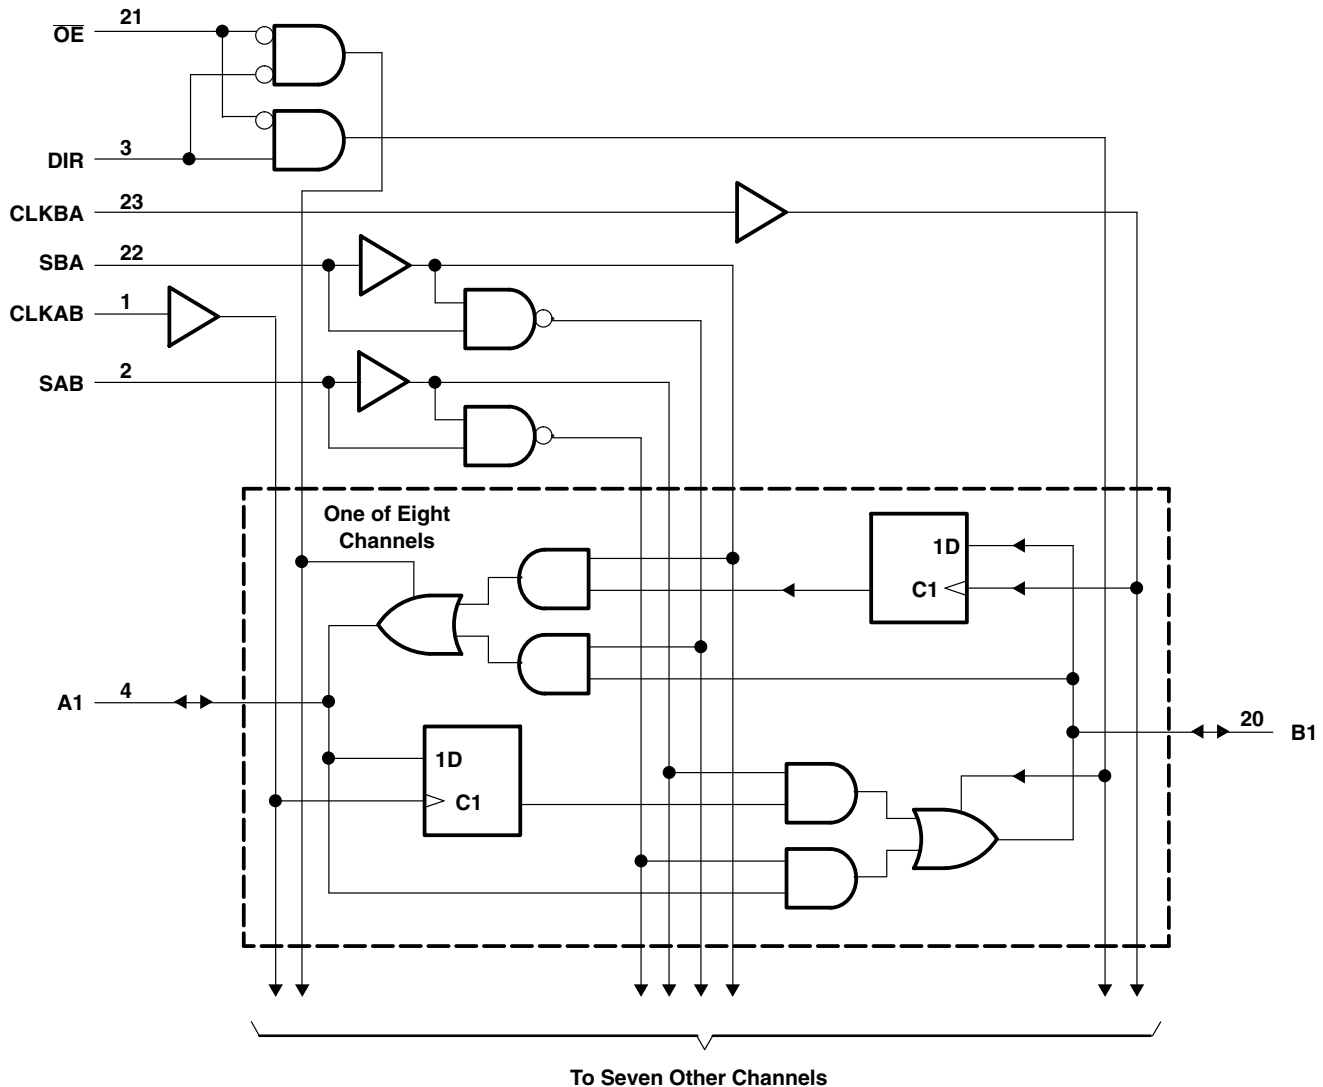 21
O̅E̅
3
DIR
23
CLKBA
22
SBA
1
CLKAB
2
SAB
One of Eight
Channels
1D
C1
4
A1
20
B1
1D
C1
To Seven Other Channels